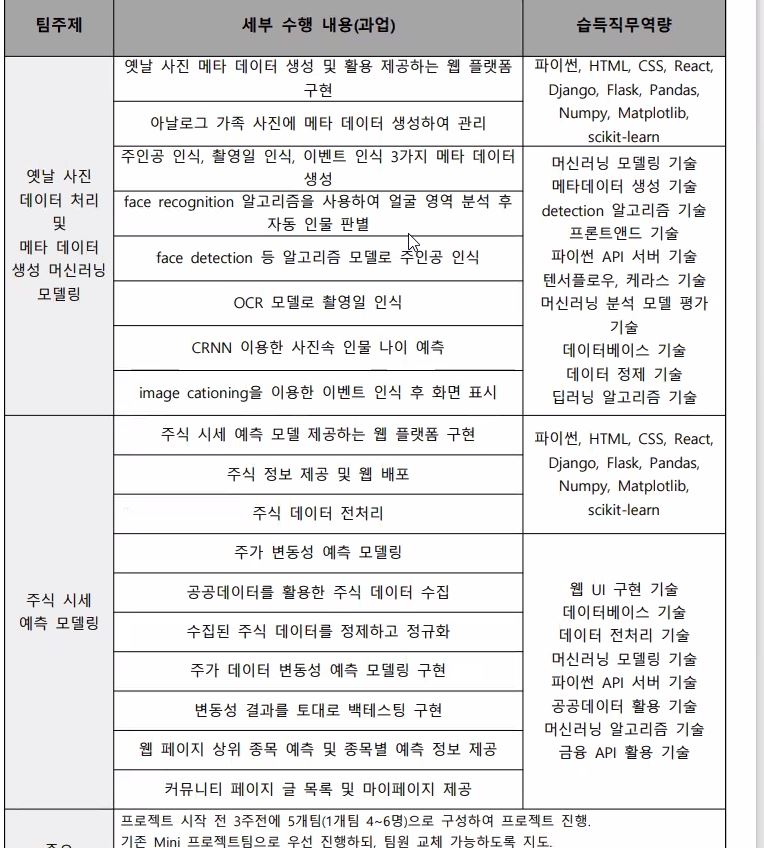 팀주제
세부 수행 내용(과업)
습득직무역량
옛날 사진
데이터 처리
및
메타 데이터
생성 머신러닝
모델링
옛날 사진 메타 데이터 생성 및 활용 제공하는 웹 플랫폼
구현
아날로그 가족 사진에 메타 데이터 생성하여 관리
주인공 인식, 촬영일 인식, 이벤트 인식 3가지 메타 데이터
생성
face recognition 알고리즘을 사용하여 얼굴 영역 분석 후
자동 인물 판별
face detection 등 알고리즘 모델로 주인공 인식
OCR 모델로 촬영일 인식
CRNN 이용한 사진속 인물 나이 예측
image cationing을 이용한 이벤트 인식 후 화면 표시
파이썬, HTML, CSS, React,
Django, Flask, Pandas,
Numpy, Matplotlib,
scikit-learn
머신러닝 모델링 기술
메타데이터 생성 기술
detection 알고리즘 기술
프론트앤드 기술
파이썬 API 서버 기술
텐서플로우, 케라스 기술
머신러닝 분석 모델 평가
기술
데이터베이스 기술
데이터 정제 기술
딥러닝 알고리즘 기술
주식 시세
예측 모델링
주식 시세 예측 모델 제공하는 웹 플랫폼 구현
주식 정보 제공 및 웹 배포
주식 데이터 전처리
주가 변동성 예측 모델링
공공데이터를 활용한 주식 데이터 수집
수집된 주식 데이터를 정제하고 정규화
주가 데이터 변동성 예측 모델링 구현
변동성 결과를 토대로 백테스팅 구현
웹 페이지 상위 종목 예측 및 종목별 예측 정보 제공
커뮤니티 페이지 글 목록 및 마이페이지 제공
파이썬, HTML, CSS, React,
Django, Flask, Pandas,
Numpy, Matplotlib,
scikit-learn
웹 UI 구현 기술
데이터베이스 기술
데이터 전처리 기술
머신러닝 모델링 기술
파이썬 API 서버 기술
공공데이터 활용 기술
머신러닝 알고리즘 기술
금융 API 활용 기술
프로젝트 시작 전 3주전에 5개팀(1개팀 4~6명)으로 구성하여 프로젝트 진행.
기존 Mini 프로젝트팀으로 우선 진행하되, 팀원 교체 가능하도록 지도.